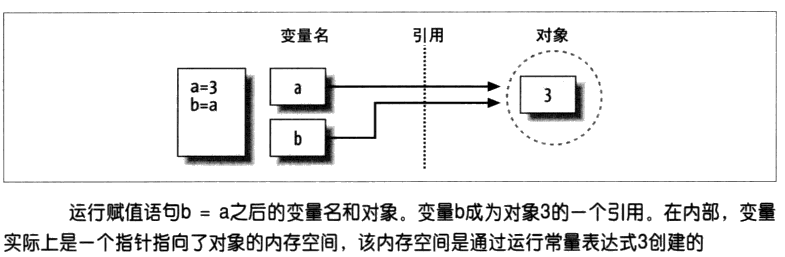 变量名 引用 对象
a=3
b=a
a
b
3
运行赋值语句b = a之后的变量名和对象。变量b成为对象3的一个引用。在内部，变量
实际上是一个指针指向了对象的内存空间，该内存空间是通过运行常量表达式3创建的